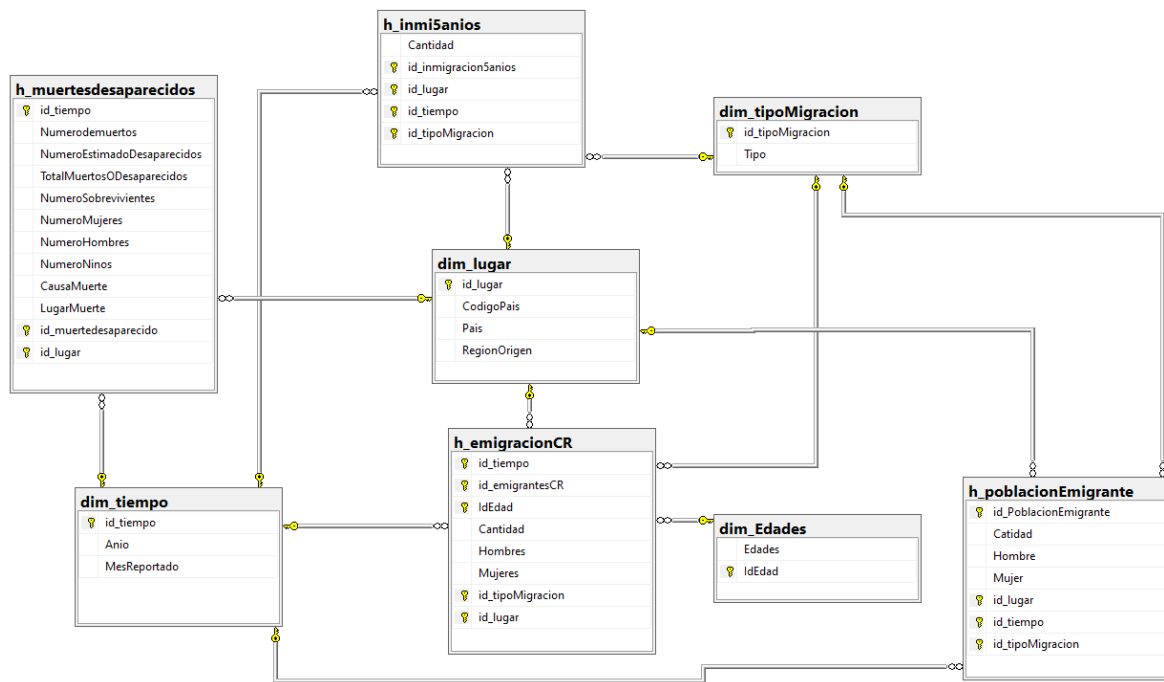 h_inmi5anios
Cantidad
id_inmigracion5anios
id_lugar
id_tiempo
id_tipoMigracion
h_muertesdesaparecidos
id_tiempo
Numerodemuertos
NumeroEstimadoDesaparecidos
TotalMuertosODesaparecidos
NumeroSobrevivientes
NumeroMujeres
NumeroHombres
NumeroNinos
CausaMuerte
LugarMuerte
id_muertedesaparecido
id_lugar
dim_tipoMigracion
id_tipoMigracion
Tipo
dim_lugar
id_lugar
CodigoPais
Pais
RegionOrigen
h_emigracionCR
id_tiempo
id_emigrantesCR
IdEdad
Cantidad
Hombres
Mujeres
id_tipoMigracion
id_lugar
dim_tiempo
id_tiempo
Anio
MesReportado
dim_Edades
Edades
IdEdad
h_poblacionEmigrante
id_PoblacionEmigrante
Catidad
Hombre
Mujer
id_lugar
id_tiempo
id_tipoMigracion